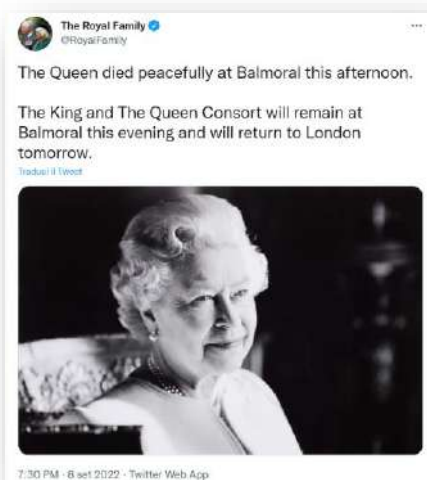 The Royal Family
@RoyalFamily
The Queen died peacefully at Balmoral this afternoon.
The King and The Queen Consort will remain at
Balmoral this evening and will return to London
tomorrow.
Traduci il Tweet
7:30 PM · 8 set 2022 · Twitter Web App